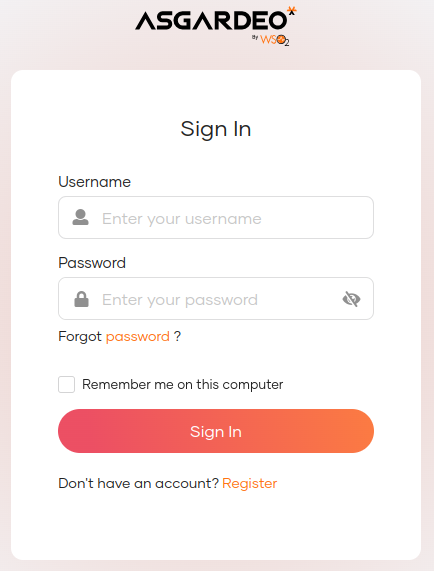 ASGARDEO
By WSO2
Sign In
Username
Enter your username
Password
Enter your password
Forgot password ?
Remember me on this computer
Sign In
Don't have an account? Register